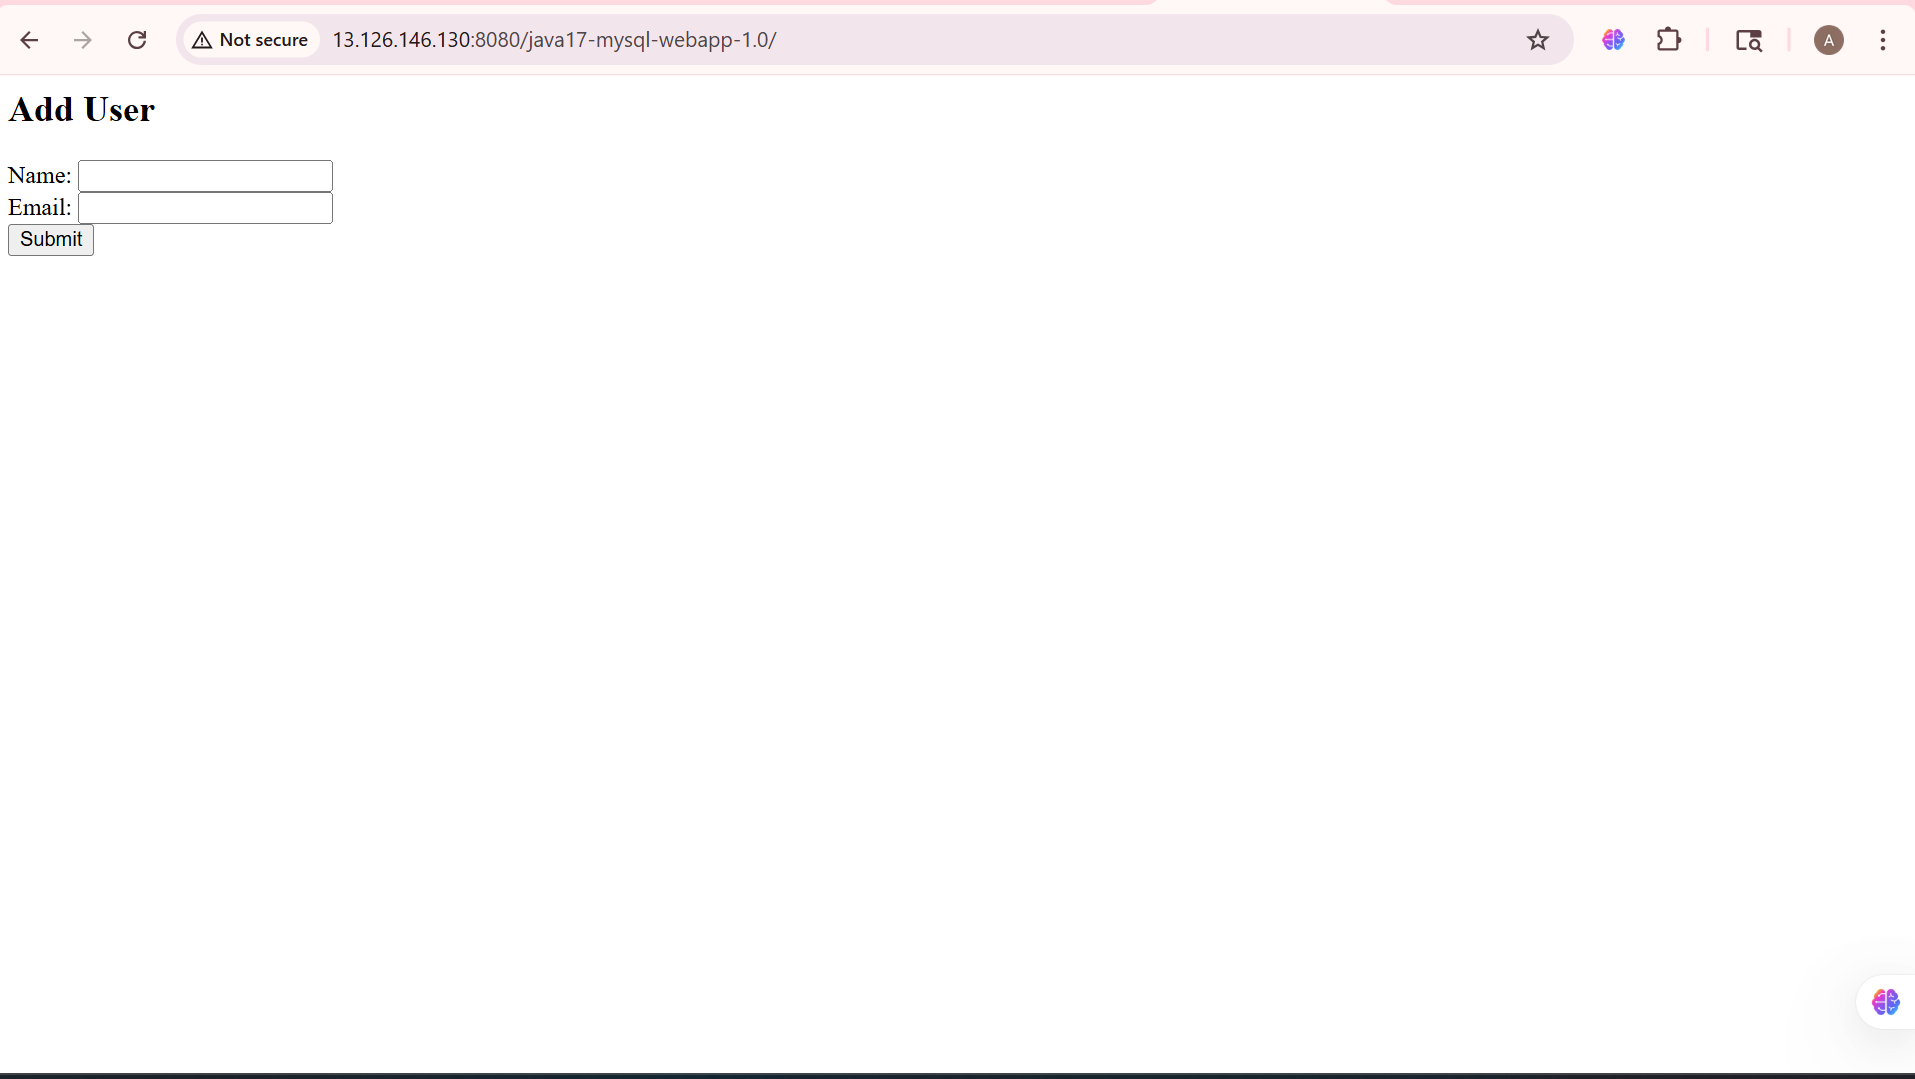 Not secure 13.126.146.130:8080/java17-mysql-webapp-1.0/
A
Add User
Name:
Email:
Submit